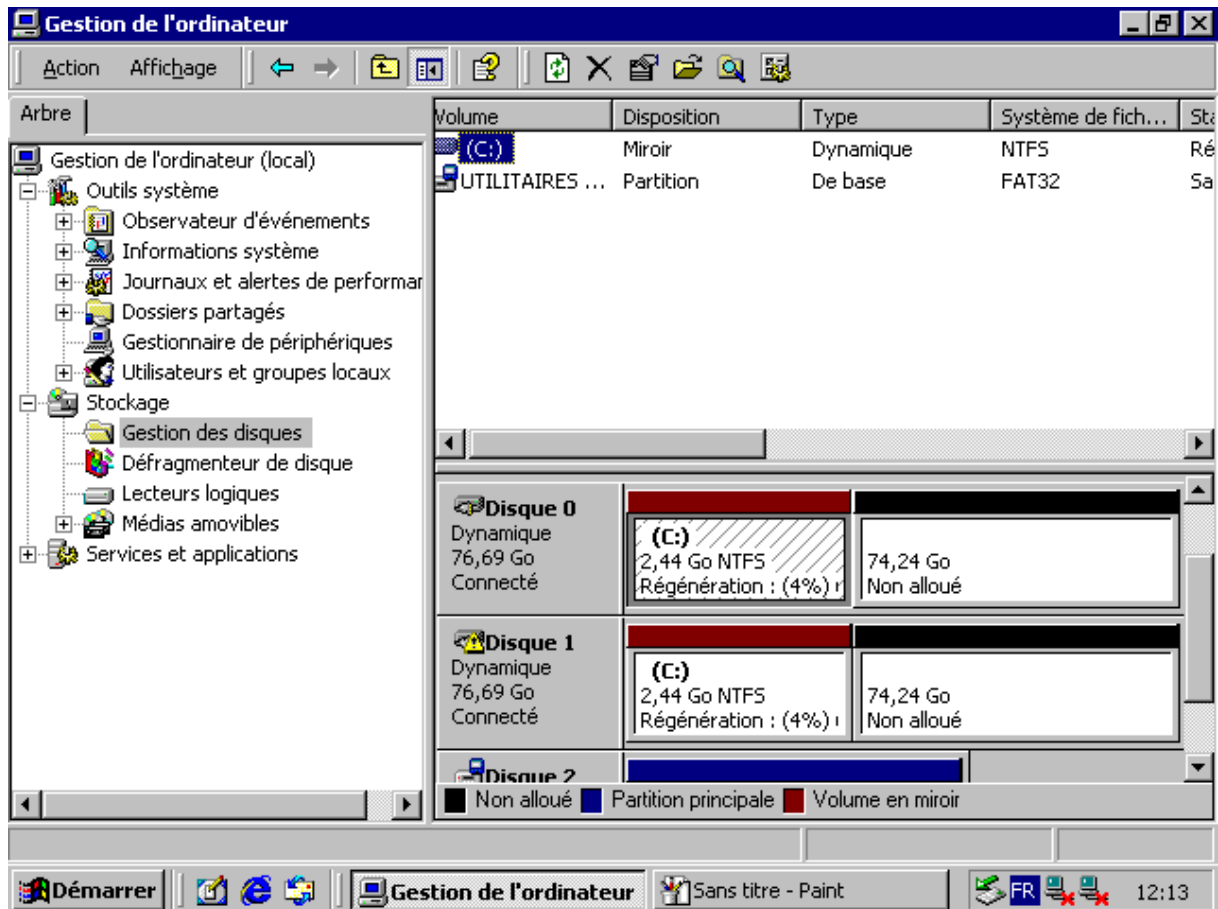 Gestion de l'ordinateur
Action Affichage
Arbre
Volume Disposition Type Système de fich... Sta
(C:) Miroir Dynamique NTFS Ré
UTILITAIRES ... Partition De base FAT32 Sa
Gestion de l'ordinateur (local)
Outils système
Observateur d'événements
Informations système
Journaux et alertes de performan
Dossiers partagés
Gestionnaire de périphériques
Utilisateurs et groupes locaux
Stockage
Gestion des disques
Défragmenteur de disque
Lecteurs logiques
Médias amovibles
Services et applications
Disque 0
Dynamique
76,69 Go
Connecté
(C:)
2,44 Go NTFS
Régénération : (4%) r
74,24 Go
Non alloué
Disque 1
Dynamique
76,69 Go
Connecté
(C:)
2,44 Go NTFS
Régénération : (4%)
74,24 Go
Non alloué
Disque 2
Non alloué Partition principale Volume en miroir
Démarrer Gestion de l'ordinateur Sans titre - Paint FR 12:13